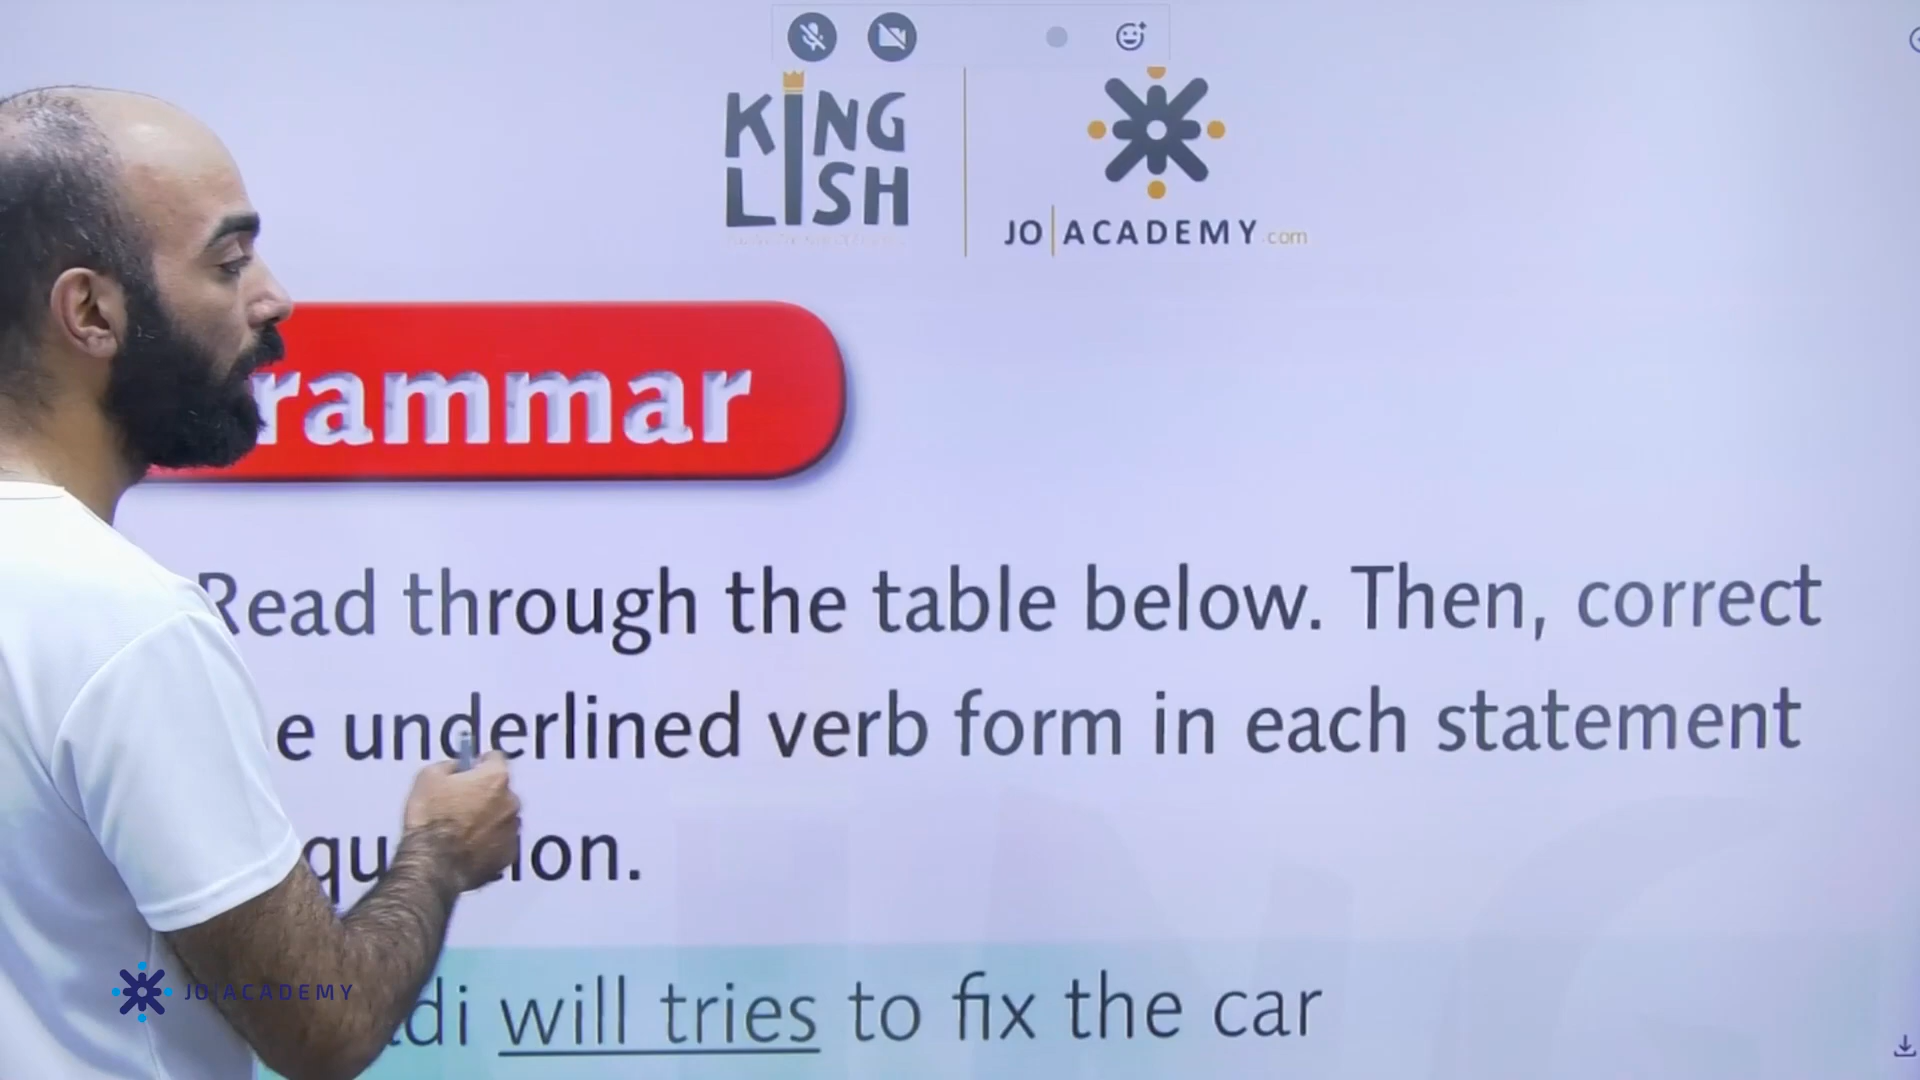 KING
LISH
JO ACADEMY.com
rammar
Read through the table below. Then, correct
e underlined verb form in each statement
qu ion.
di will tries to fix the car
JO ACADEMY